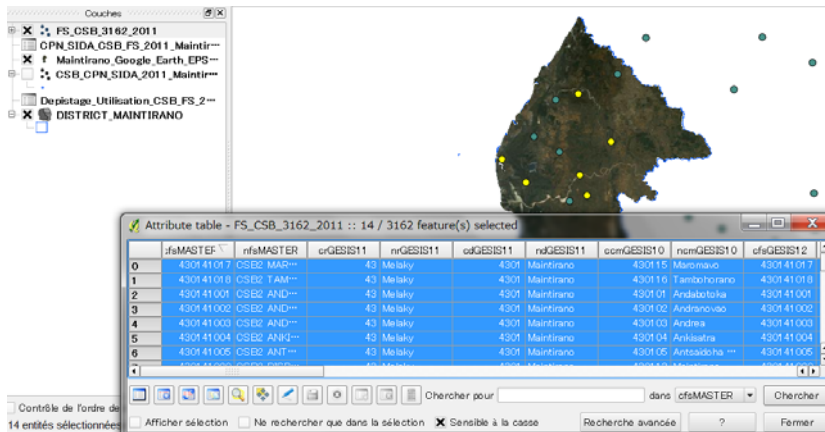 Couches
FS_CSB_3162_2011
CPN_SIDA_CSB_FS_2011_Maintir…
Maintirano_Google_Earth_EPS…
CSB_CPN_SIDA_2011_Maintir…
Depistage_Utilisation_CSB_FS_2…
DISTRICT_MAINTIRANO
Attribute table - FS_CSB_3162_2011 :: 14 / 3162 feature(s) selected
:fsMASTEF nfsMASTER crGESIS11 nrGESIS11 cdGESIS11 ndGESIS11 ccmGESIS10 ncmGESIS10 cfsGESIS12
0 430141017 CSB2 MAR… 43 Melaky 4301 Maintirano 430115 Maromavo 430141017
1 430141018 CSB2 TAM… 43 Melaky 4301 Maintirano 430116 Tambohorano 430141018
2 430141001 CSB2 AND… 43 Melaky 4301 Maintirano 430101 Andabotoka 430141001
3 430141002 CSB2 AND… 43 Melaky 4301 Maintirano 430102 Andranovao 430141002
4 430141003 CSB2 AND… 43 Melaky 4301 Maintirano 430103 Andrea 430141003
5 430141004 CSB2 ANKI… 43 Melaky 4301 Maintirano 430104 Ankisatra 430141004
6 430141005 CSB2 ANT… 43 Melaky 4301 Maintirano 430105 Antsaidoha … 430141005
Chercher pour dans cfsMASTER Chercher
Contrôle de l'ordre de
Afficher sélection Ne rechercher que dans la sélection Sensible à la casse Recherche avancée ? Fermer
14 entités sélectionnées